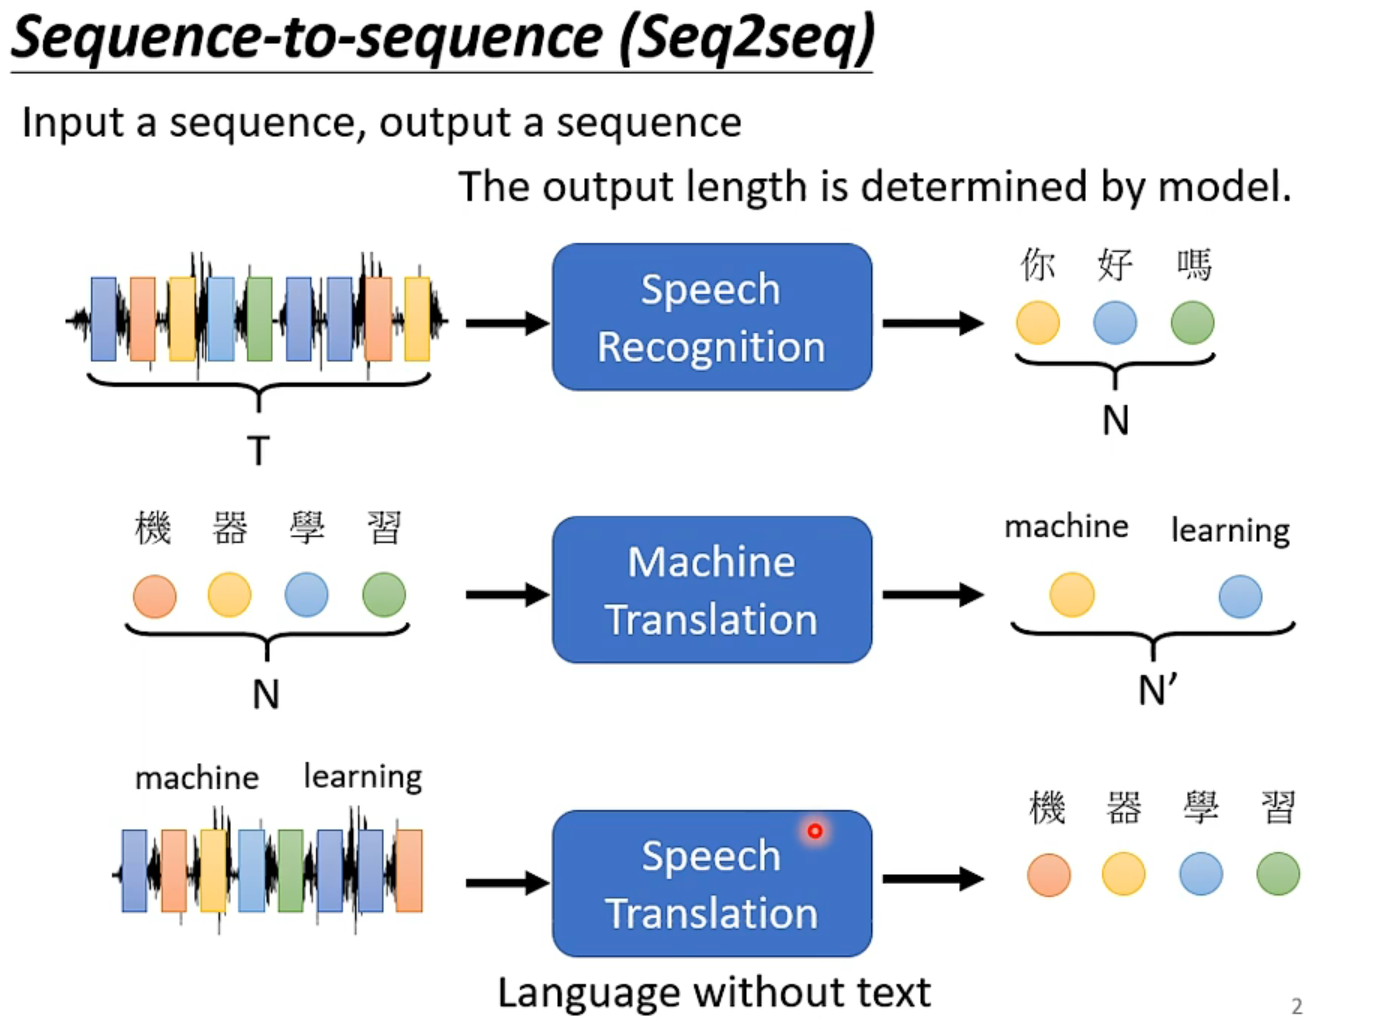 Sequence-to-sequence (Seq2seq)
Input a sequence, output a sequence
The output length is determined by model.
Speech
Recognition
你 好 嗎
T
N
機 器 學 習
Machine
Translation
machine learning
N
N’
machine learning
Speech
Translation
機 器 學 習
Language without text
2